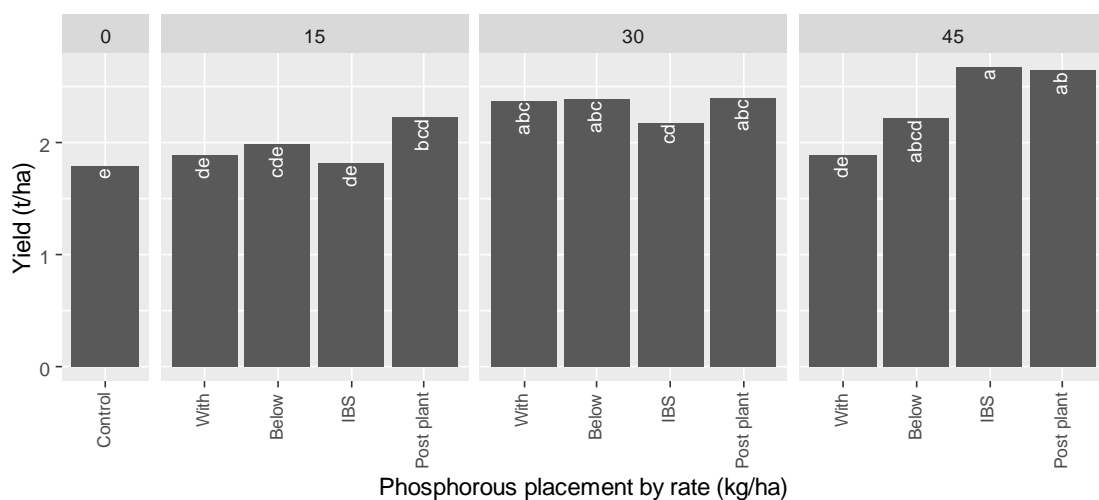 0 15 30 45
Yield (t/ha)
2
1
0
e de cde de bcd abc abc cd abc de abcd a ab
Control With Below IBS Post plant With Below IBS Post plant With Below IBS Post plant
Phosphorous placement by rate (kg/ha)